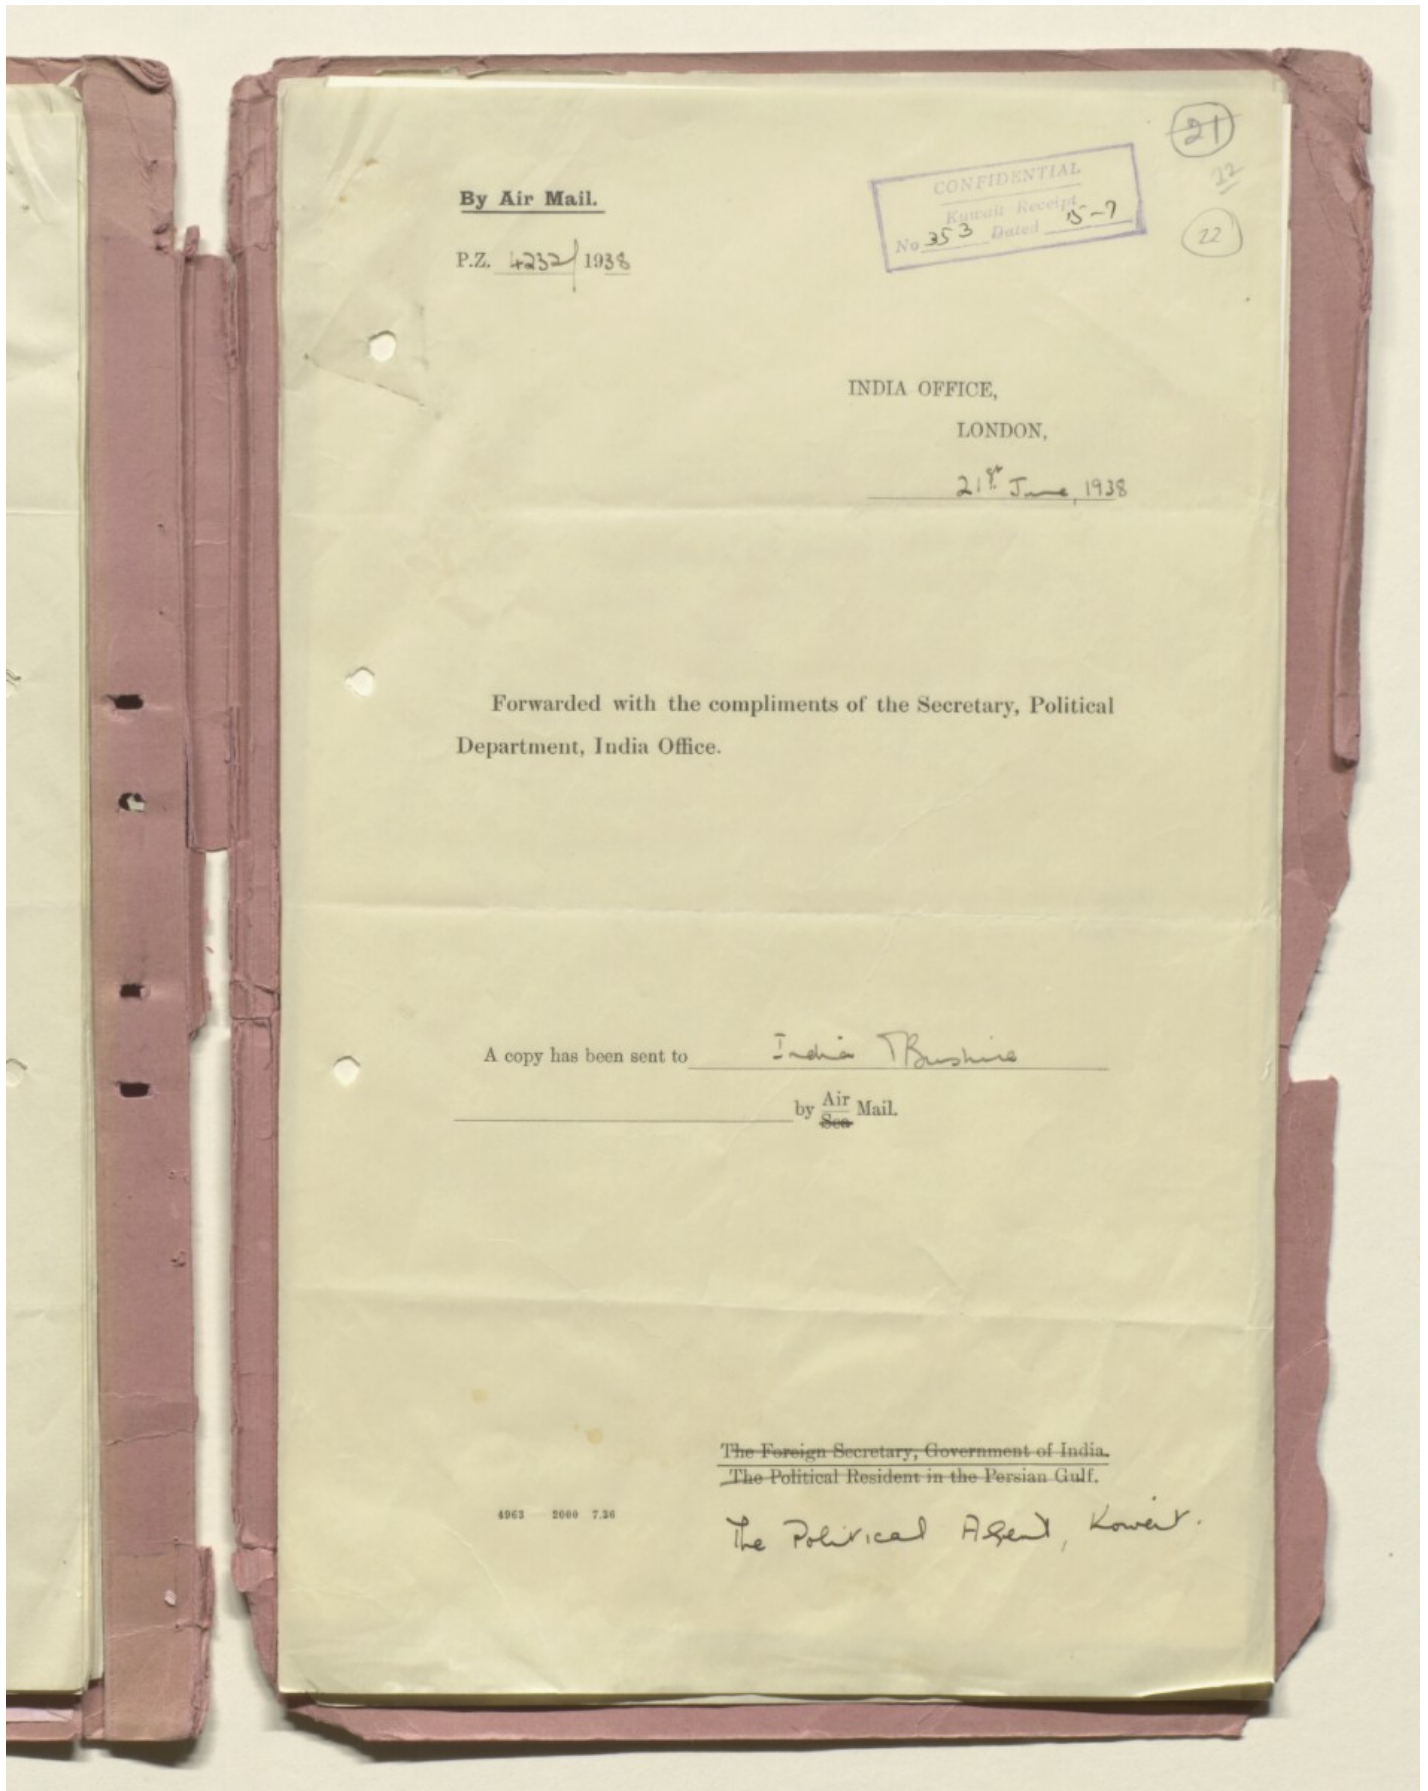 21
22
CONFIDENTIAL
Kuwait Receipt
No 353 Dated 15-7
22
By Air Mail.
P.Z. 4232/1938
INDIA OFFICE,
LONDON,
21st June, 1938
Forwarded with the compliments of the Secretary, Political
Department, India Office.
A copy has been sent to India Bushire
by Air
Sea Mail.
The Foreign Secretary, Government of India.
The Political Resident in the Persian Gulf.
4963 2000 7.36
The Political Agent, Koweit.